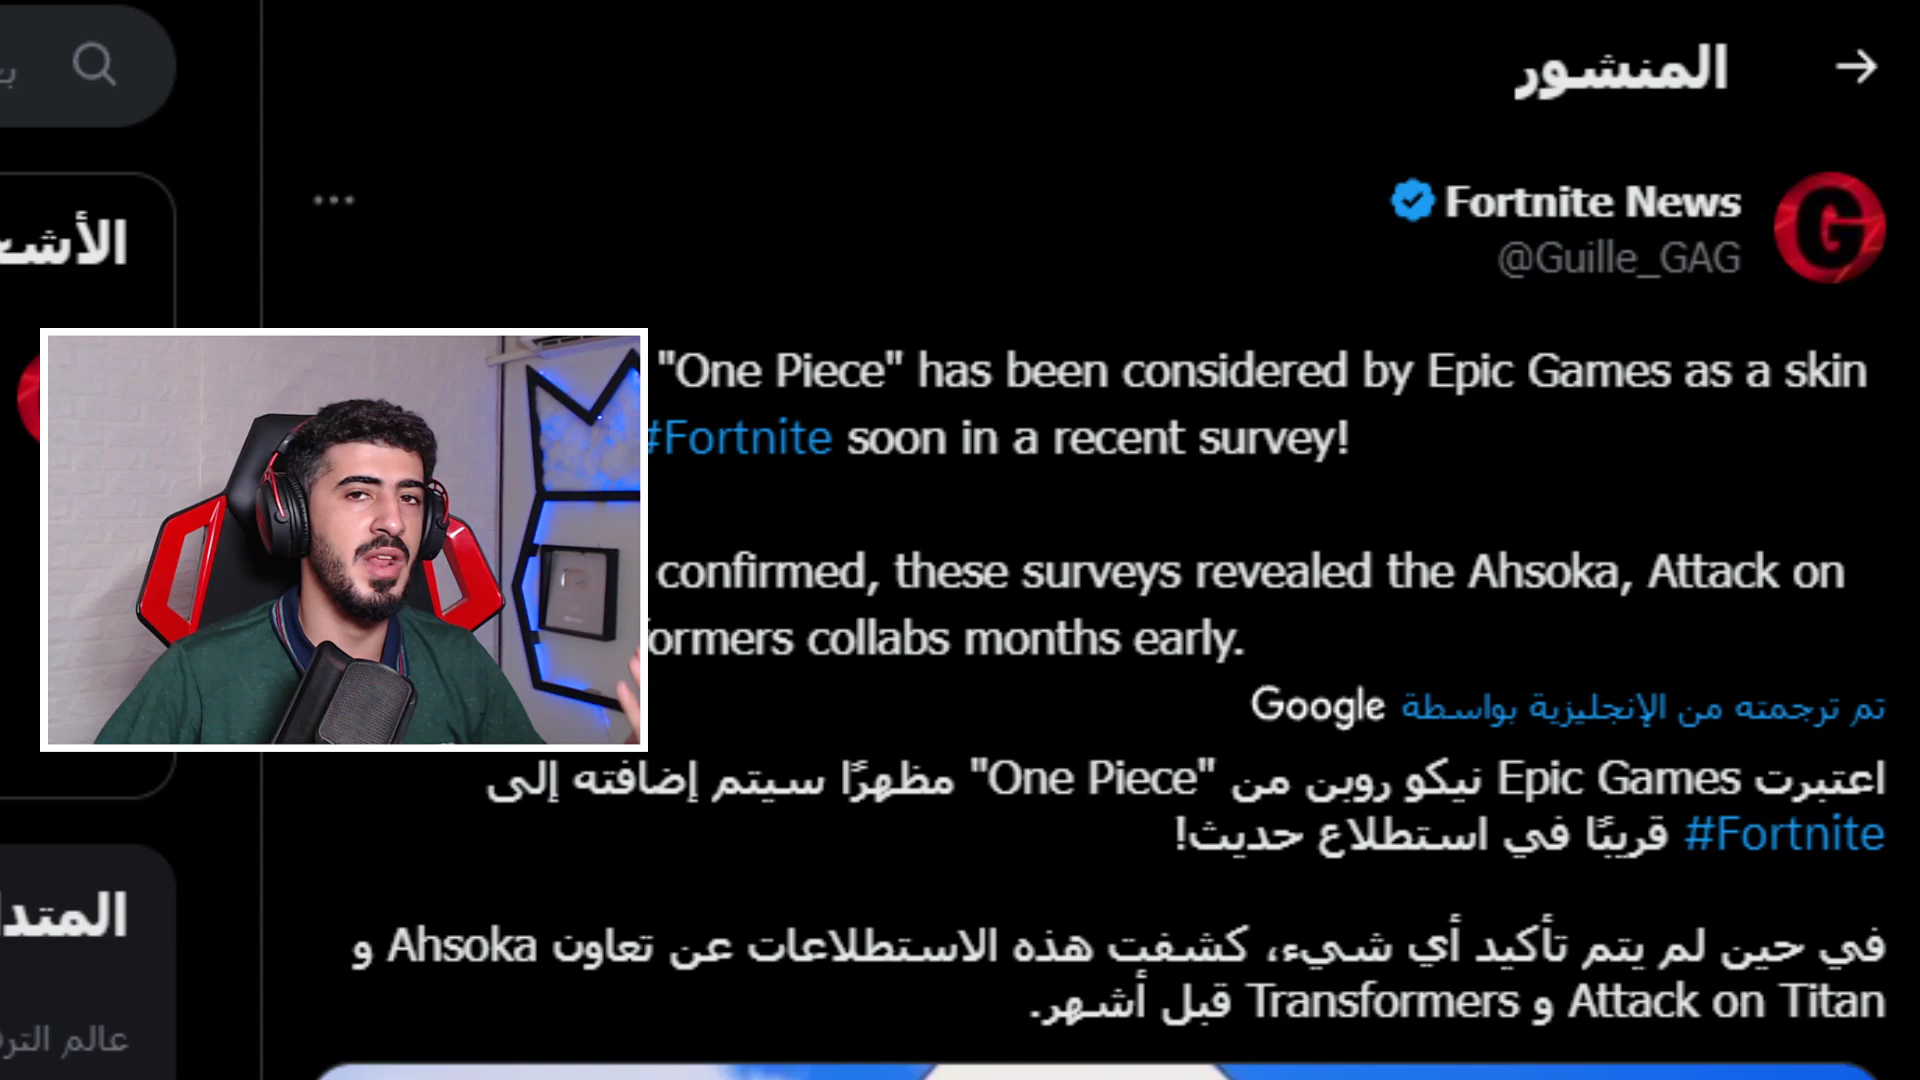 المنشور
Fortnite News
@Guille_GAG
"One Piece" has been considered by Epic Games as a skin
#Fortnite soon in a recent survey!
confirmed, these surveys revealed the Ahsoka, Attack on
ormers collabs months early.
تم ترجمته من الإنجليزية بواسطة Google
اعتبرت Epic Games نيكو روبن من "One Piece" مظهرًا سيتم إضافته إلى
#Fortnite قريبًا في استطلاع حديث!
في حين لم يتم تأكيد أي شيء، كشفت هذه الاستطلاعات عن تعاون Ahsoka و
Attack on Titan و Transformers قبل أشهر.
عالم